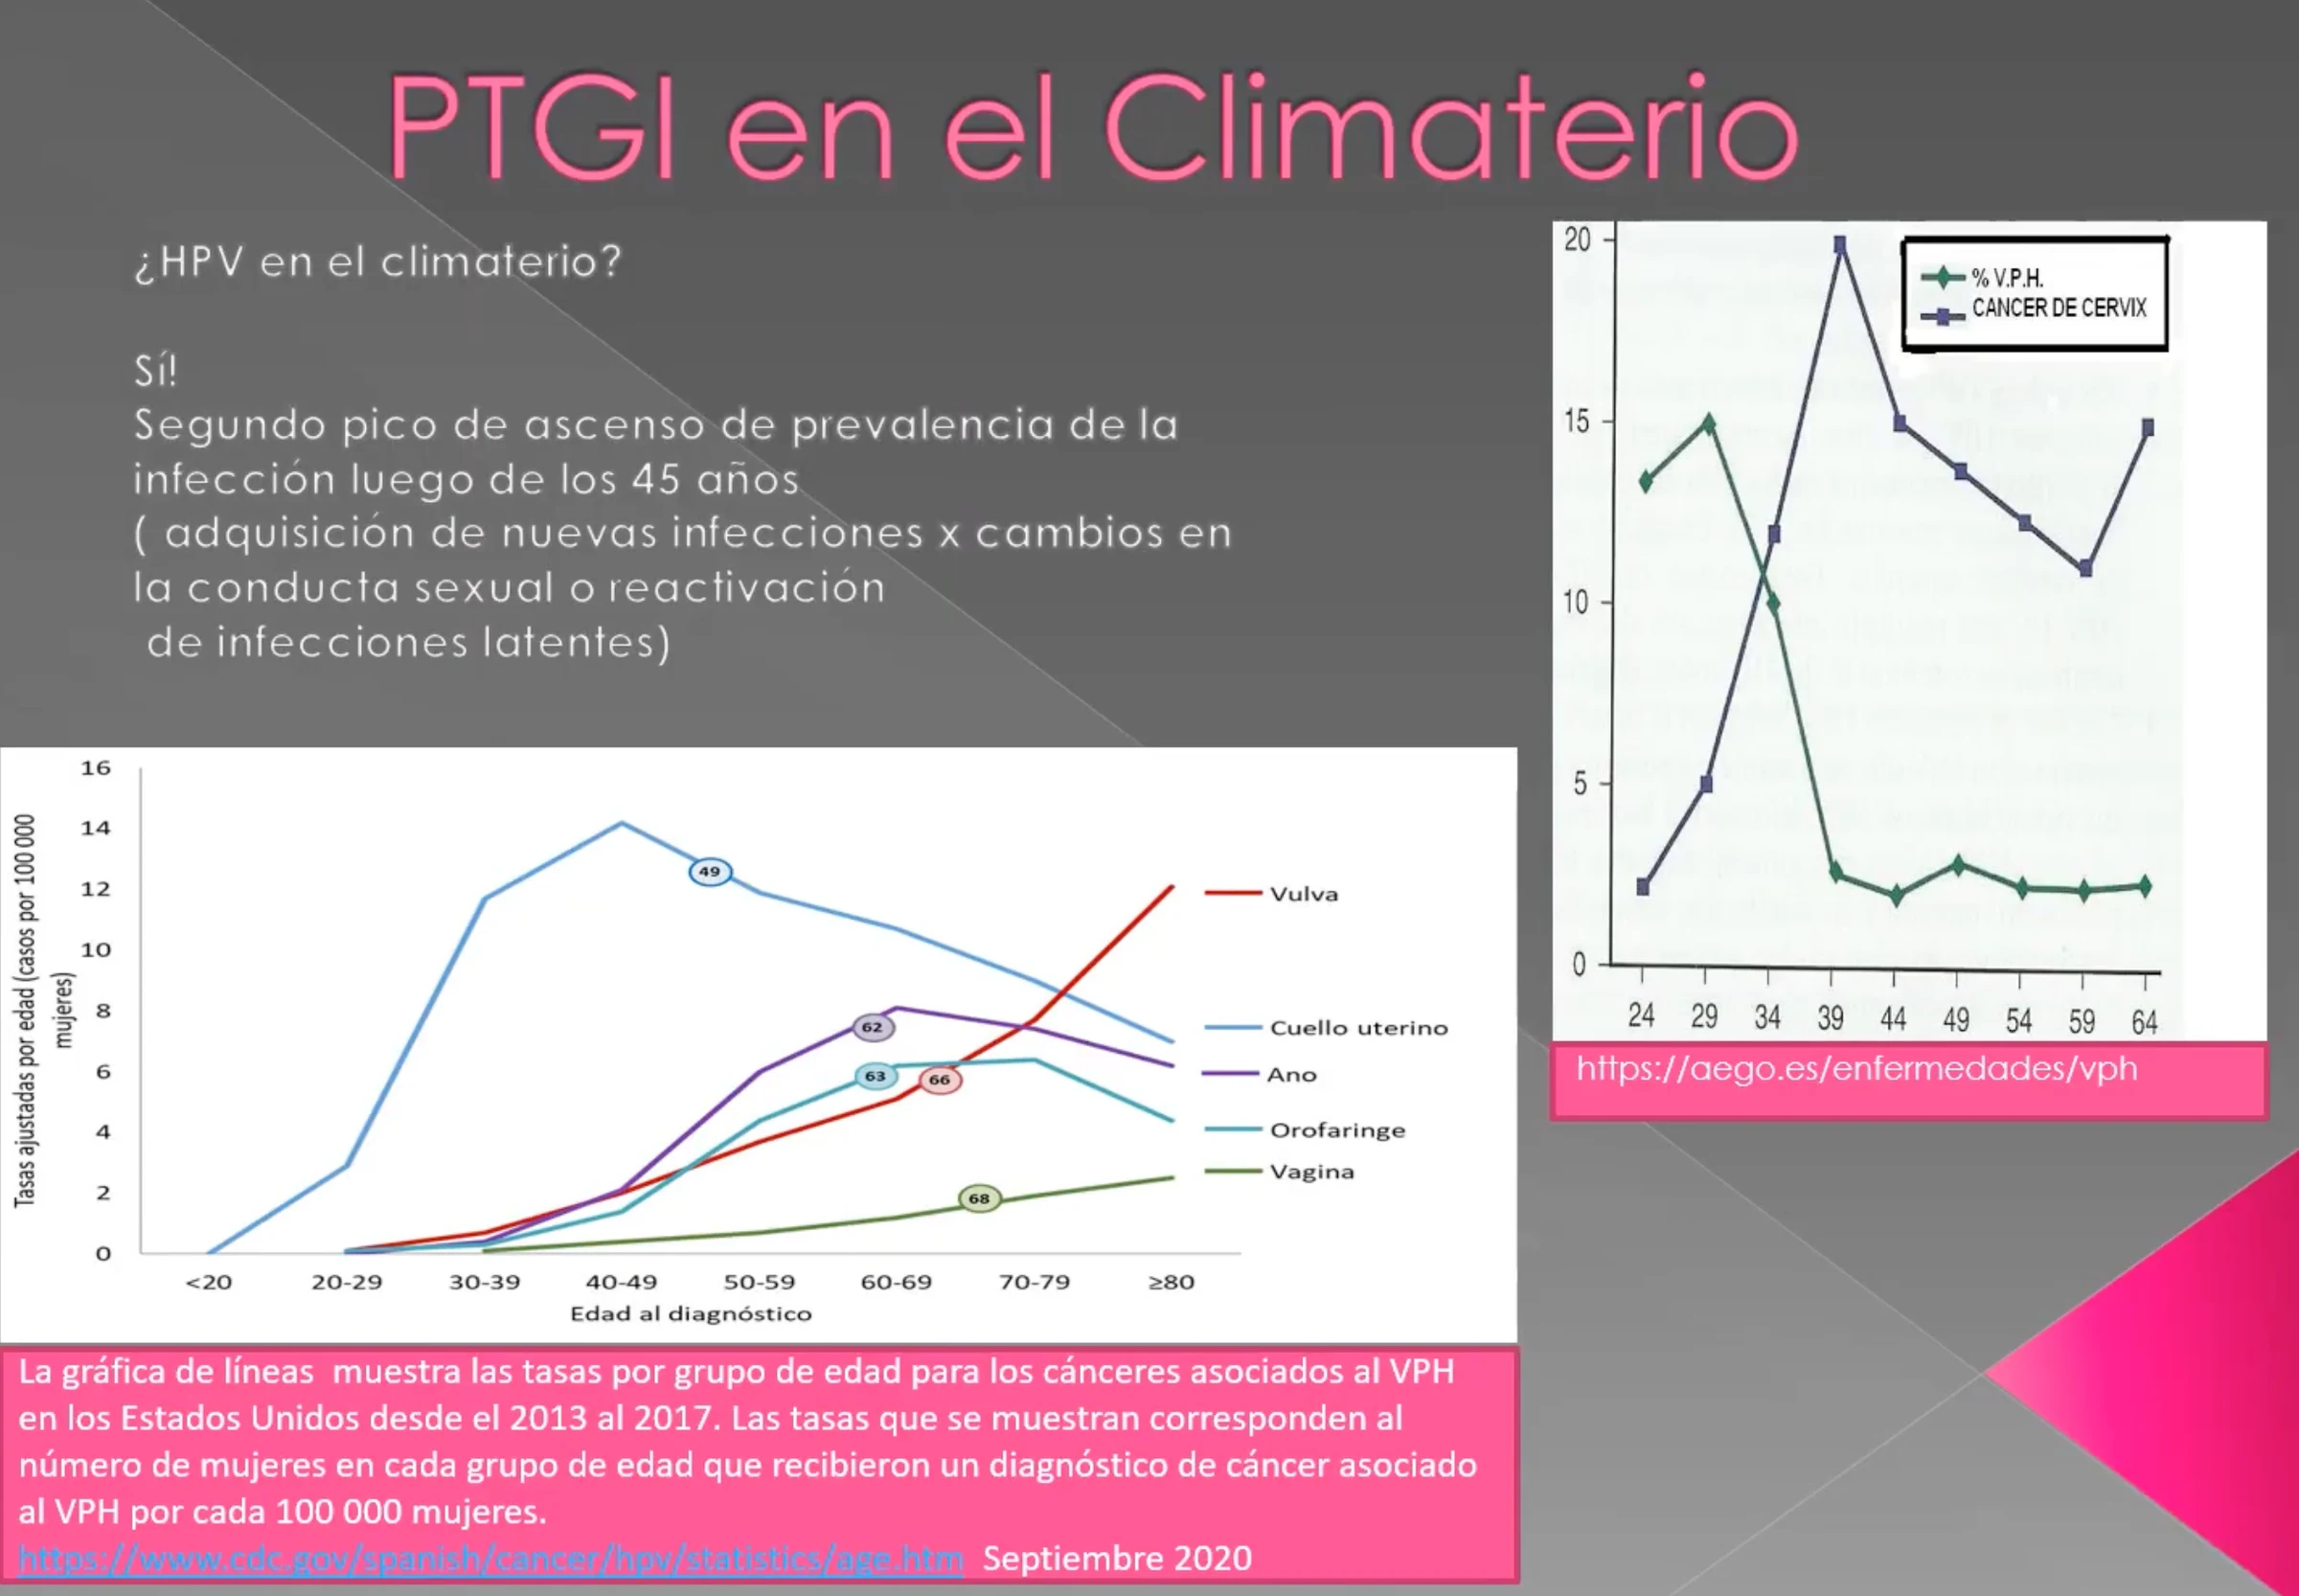 PTGI en el Climaterio
¿HPV en el climaterio?
Sí!
Segundo pico de ascenso de prevalencia de la
infección luego de los 45 años
( adquisición de nuevas infecciones x cambios en
la conducta sexual o reactivación
de infecciones latentes)
20
15
10
5
0
% V.P.H.
CANCER DE CERVIX
24 29 34 39 44 49 54 59 64
https://aego.es/enfermedades/vph
Tasas ajustadas por edad (casos por 100 000
mujeres)
16
14
12
10
8
6
4
2
0
49
62
63
66
68
Vulva
Cuello uterino
Ano
Orofaringe
Vagina
<20 20-29 30-39 40-49 50-59 60-69 70-79 ≥80
Edad al diagnóstico
La gráfica de líneas muestra las tasas por grupo de edad para los cánceres asociados al VPH
en los Estados Unidos desde el 2013 al 2017. Las tasas que se muestran corresponden al
número de mujeres en cada grupo de edad que recibieron un diagnóstico de cáncer asociado
al VPH por cada 100 000 mujeres.
https://www.cdc.gov/spanish/cancer/hpv/statistics/age.htm Septiembre 2020